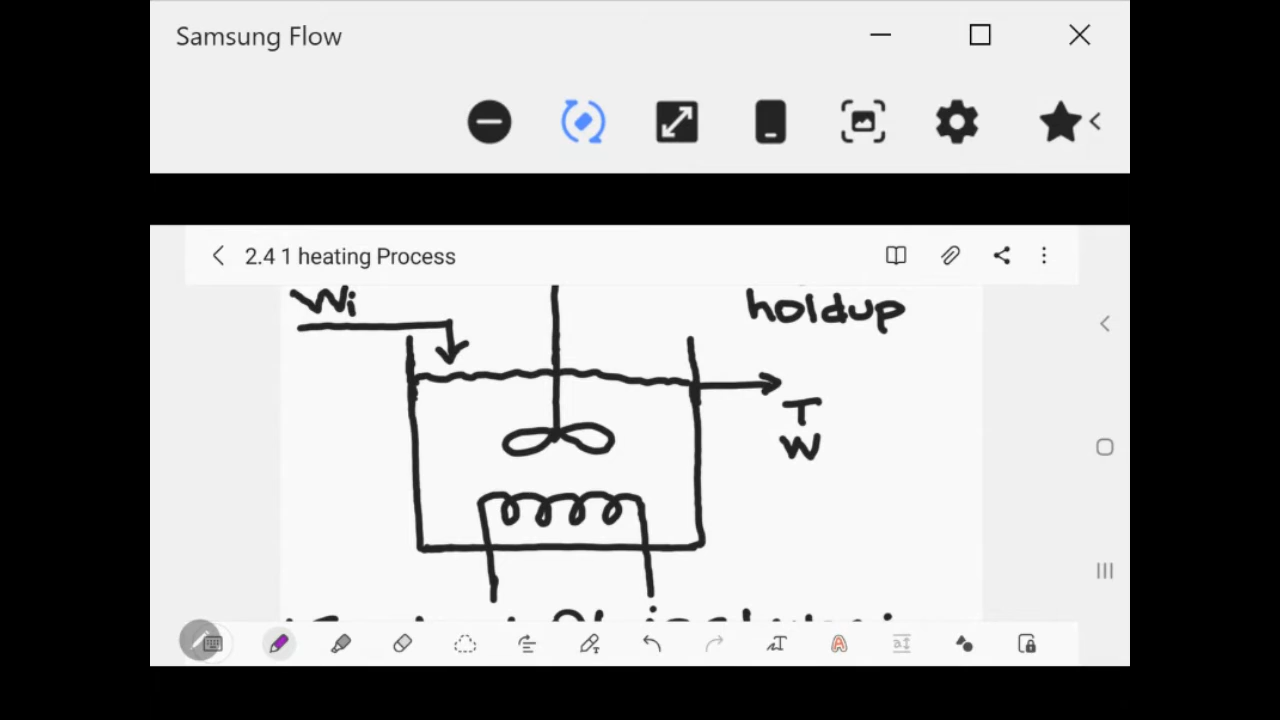 Samsung Flow
2.4 1 heating Process
Wi
holdup
T
W